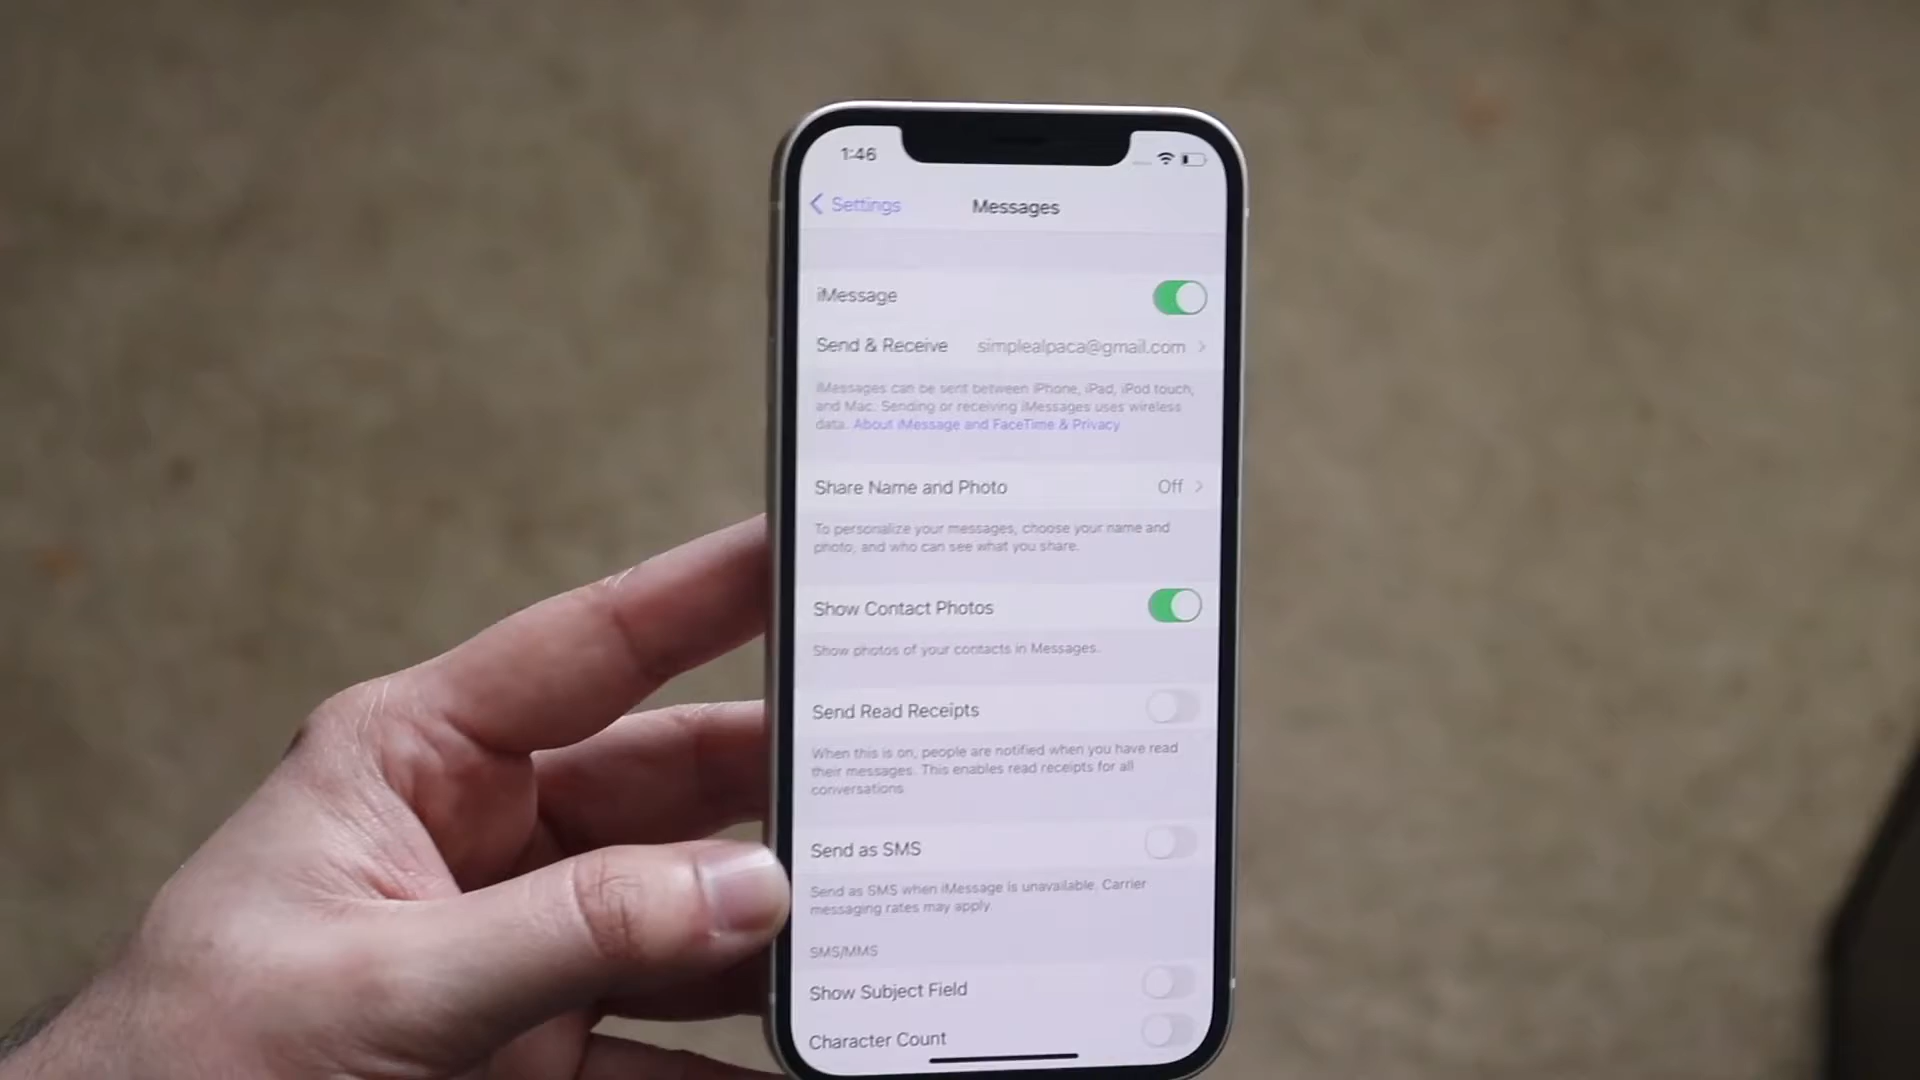 1:46
Settings
Messages
iMessage
Send & Receive simplealpaca@gmail.com
iMessages can be sent between iPhone, iPad, iPod touch,
and Mac. Sending or receiving iMessages uses wireless
data. About iMessage and FaceTime & Privacy
Share Name and Photo Off
To personalize your messages, choose your name and
photo, and who can see what you share.
Show Contact Photos
Show photos of your contacts in Messages.
Send Read Receipts
When this is on, people are notified when you have read
their messages. This enables read receipts for all
conversations.
Send as SMS
Send as SMS when iMessage is unavailable. Carrier
messaging rates may apply.
SMS/MMS
Show Subject Field
Character Count